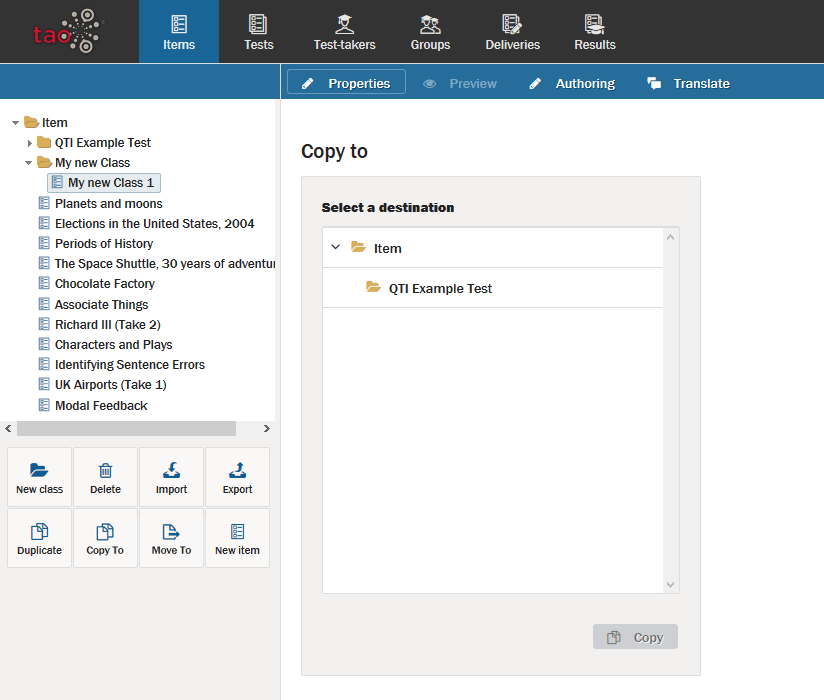 tao
Items
Tests
Test-takers
Groups
Deliveries
Results
Properties
Preview
Authoring
Translate
Item
QTI Example Test
My new Class
My new Class 1
Planets and moons
Elections in the United States, 2004
Periods of History
The Space Shuttle, 30 years of adventu
Chocolate Factory
Associate Things
Richard III (Take 2)
Characters and Plays
Identifying Sentence Errors
UK Airports (Take 1)
Modal Feedback
New class
Delete
Import
Export
Duplicate
Copy To
Move To
New item
Copy to
Select a destination
Item
QTI Example Test
Copy